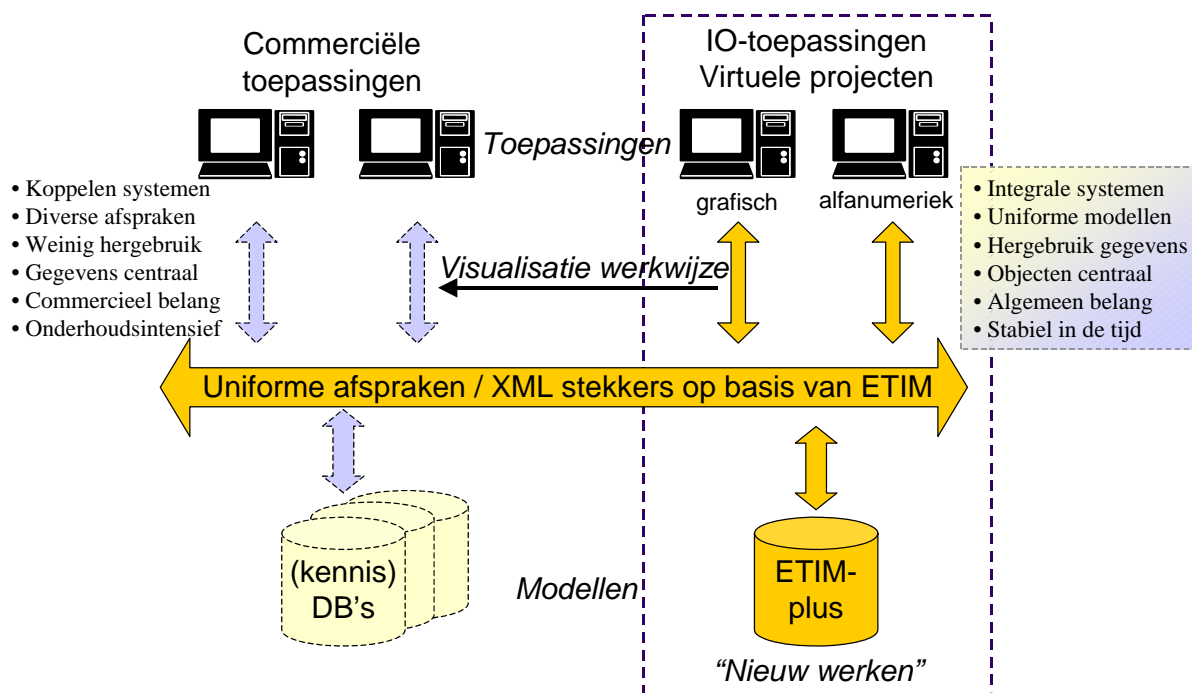 Commerciële
toepassingen
IO-toepassingen
Virtuele projecten
Toepassingen
grafisch
alfanumeriek
• Koppelen systemen
• Diverse afspraken
• Weinig hergebruik
• Gegevens centraal
• Commercieel belang
• Onderhoudsintensief
• Integrale systemen
• Uniforme modellen
• Hergebruik gegevens
• Objecten centraal
• Algemeen belang
• Stabiel in de tijd
Visualisatie werkwijze
Uniforme afspraken / XML stekkers op basis van ETIM
(kennis)
DB's
Modellen
ETIM-
plus
“Nieuw werken”